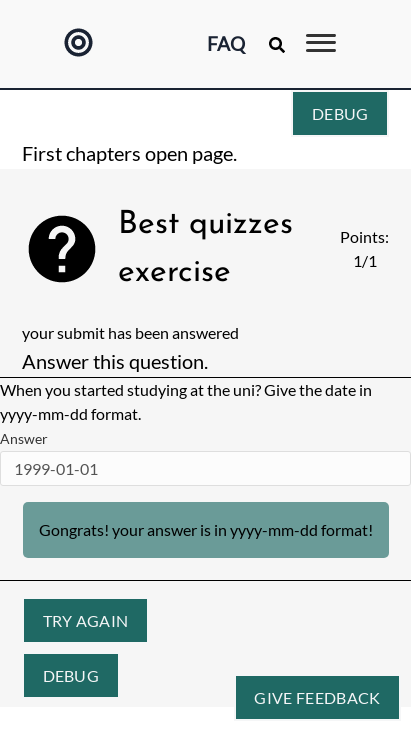 FAQ
DEBUG
First chapters open page.
Best quizzes
exercise
Points:
1/1
your submit has been answered
Answer this question.
When you started studying at the uni? Give the date in
yyyy-mm-dd format.
Answer
1999-01-01
Gongrats! your answer is in yyyy-mm-dd format!
TRY AGAIN
DEBUG
GIVE FEEDBACK